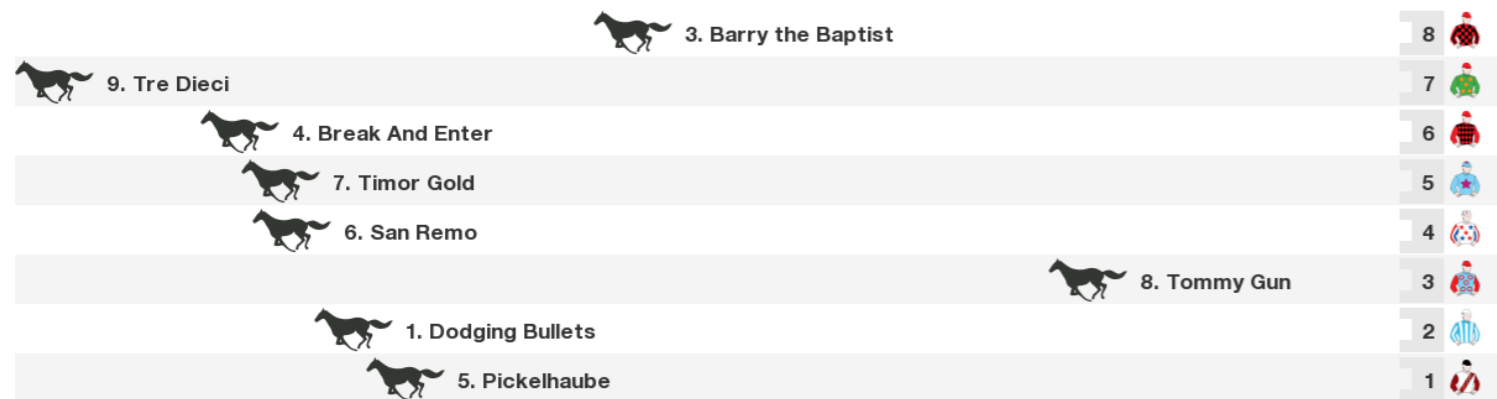 3. Barry the Baptist 8
9. Tre Dieci 7
4. Break And Enter 6
7. Timor Gold 5
6. San Remo 4
8. Tommy Gun 3
1. Dodging Bullets 2
5. Pickelhaube 1